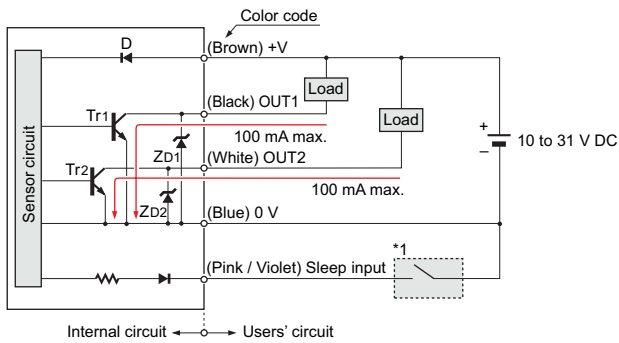 Color code
D
(Brown) +V
Load
(Black) OUT1
Tr1
Load
100 mA max.
+
10 to 31 V DC
−
ZD1
(White) OUT2
Sensor circuit
Tr2
100 mA max.
ZD2
(Blue) 0 V
*1
(Pink / Violet) Sleep input
Internal circuit
Users' circuit